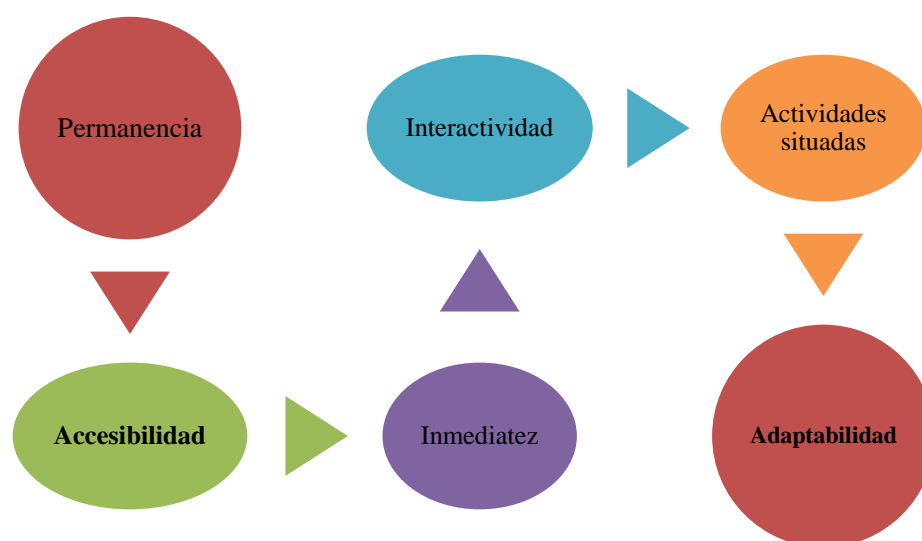 Permanencia
Accesibilidad
Inmediatez
Interactividad
Actividades
situadas
Adaptabilidad